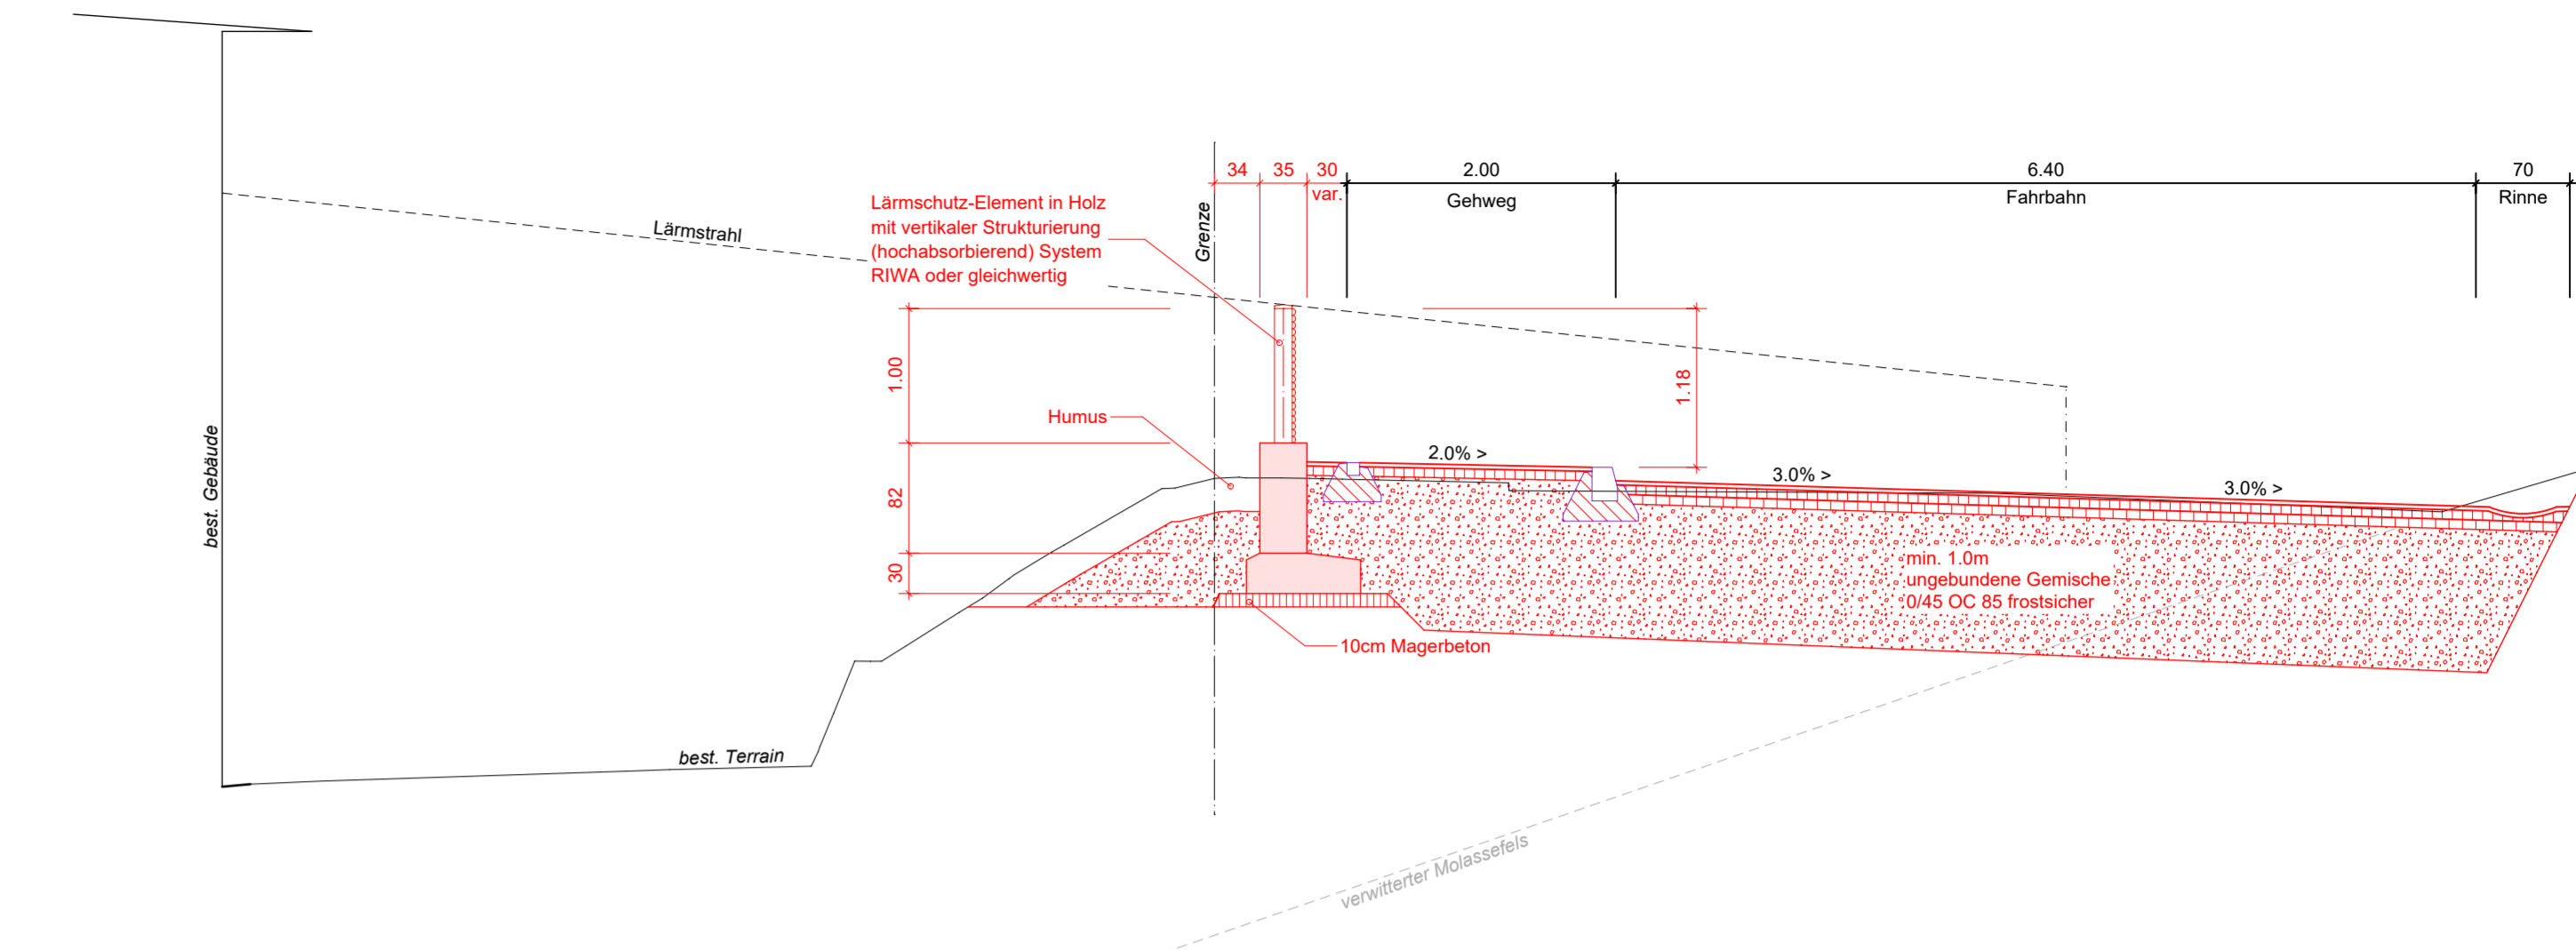 34
35
30
var.
2.00
Gehweg
6.40
Fahrbahn
70
Rinne
Lärmschutz-Element in Holz
mit vertikaler Strukturierung
(hochabsorbierend) System
RIWA oder gleichwertig
Lärmstrahl
Grenze
1.00
1.18
Humus
best. Gebäude
2.0% >
3.0% >
3.0% >
82
30
min. 1.0m
ungebundene Gemische
0/45 OC 85 frostsicher
10cm Magerbeton
best. Terrain
verwitterter Molassefels